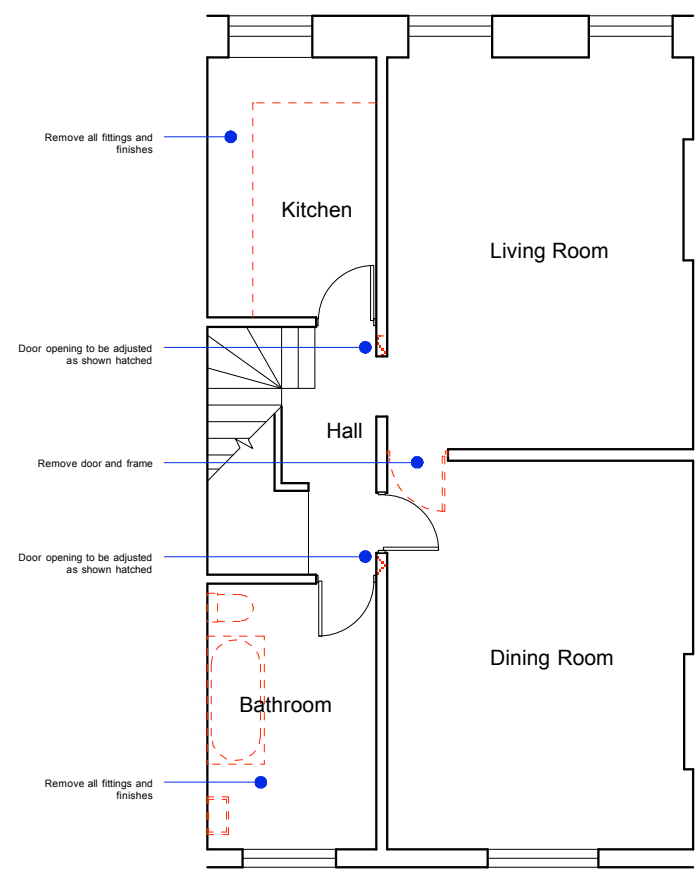 Remove all fittings and
finishes
Kitchen
Living Room
Door opening to be adjusted
as shown hatched
Hall
Remove door and frame
Door opening to be adjusted
as shown hatched
Dining Room
Bathroom
Remove all fittings and
finishes